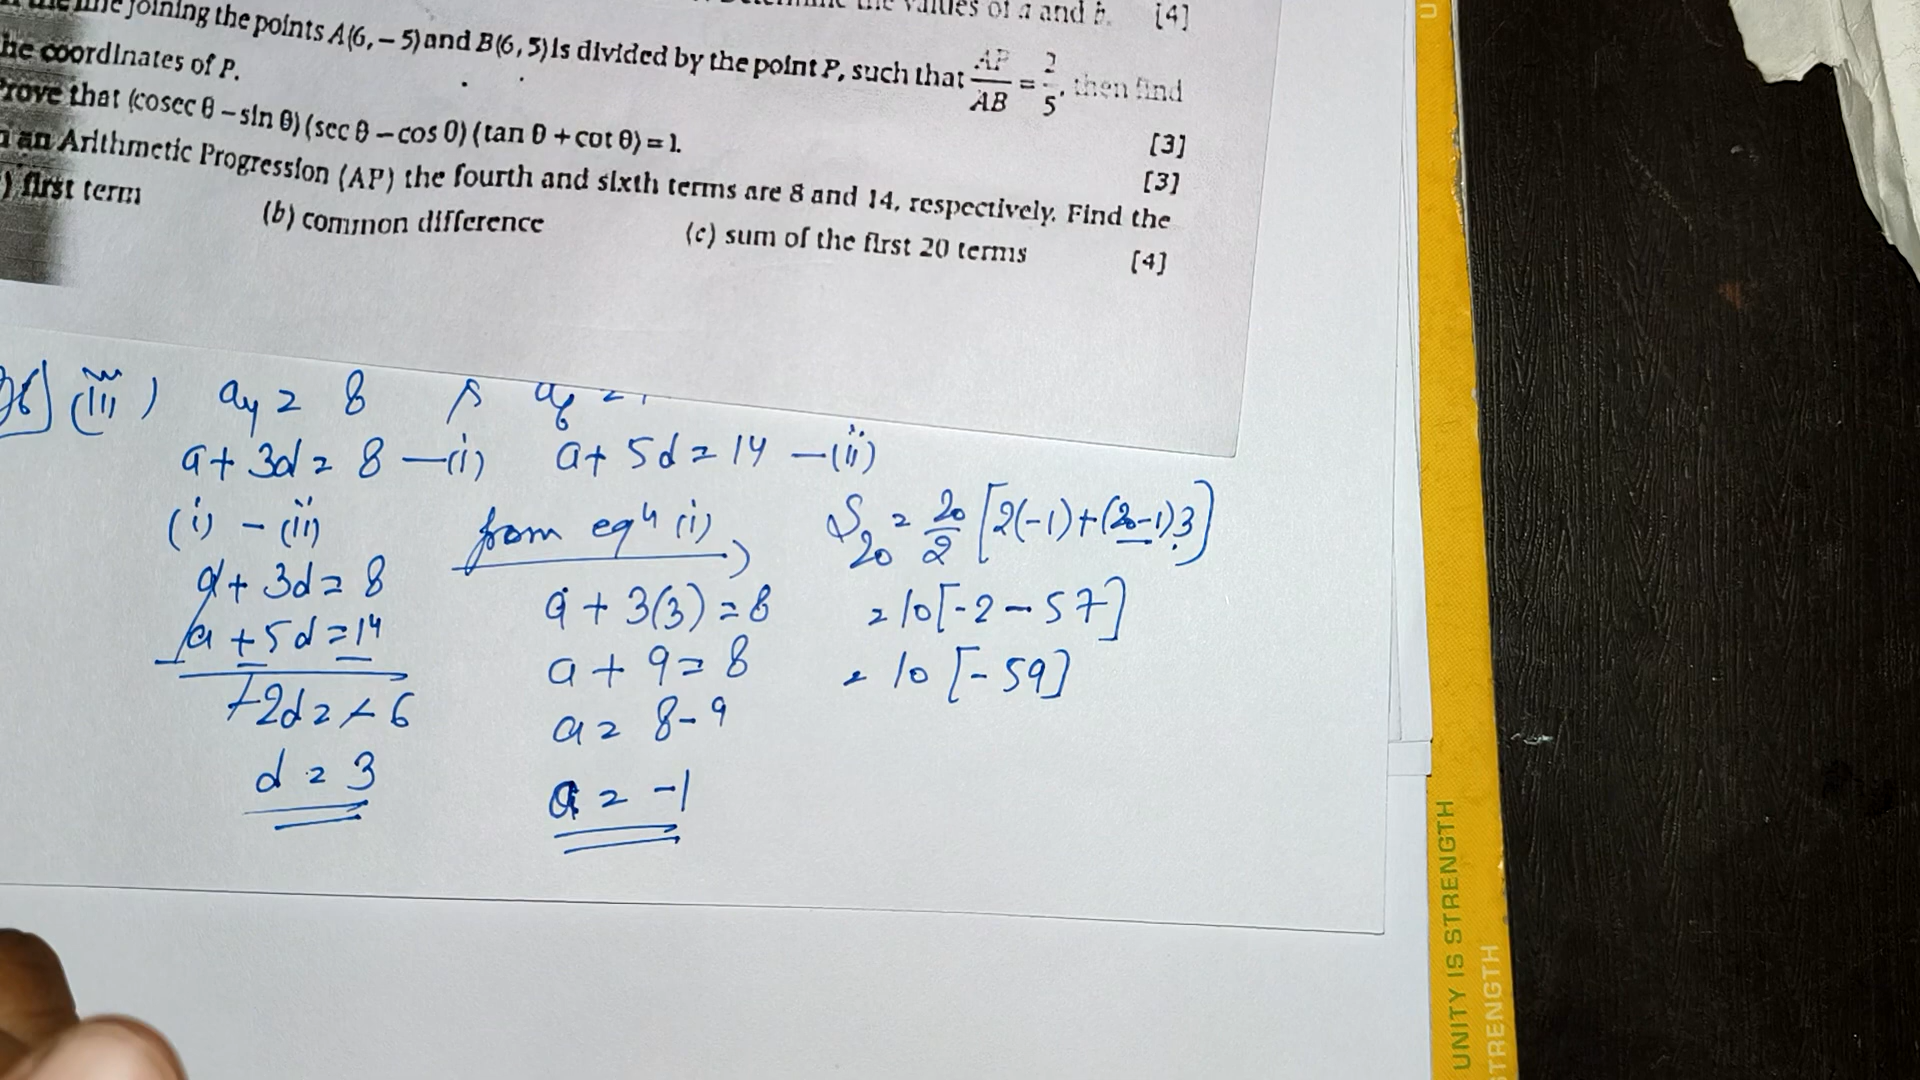 values of a and b. [4]
joining the points A(6, – 5) and B(6, 5) is divided by the point P, such that AP/AB = 2/5, then find
the coordinates of P. [3]
Prove that (cosec θ – sin θ) (sec θ – cos θ) (tan θ + cot θ) = 1. [3]
an Arithmetic Progression (AP) the fourth and sixth terms are 8 and 14, respectively. Find the
) first term (b) common difference (c) sum of the first 20 terms [4]
(iii) a₄ = 8
a + 3d = 8 —(i) a + 5d = 14 —(ii)
(i) – (ii)
a + 3d = 8
a + 5d = 14
-2d = -6
d = 3
from eqⁿ (i),
a + 3(3) = 8
a + 9 = 8
a = 8 - 9
a = -1
S₂₀ = 20/2 [2(-1)+(20-1)3]
= 10[-2 - 57]
= 10 [-59]
UNITY IS STRENGTH
STRENGTH